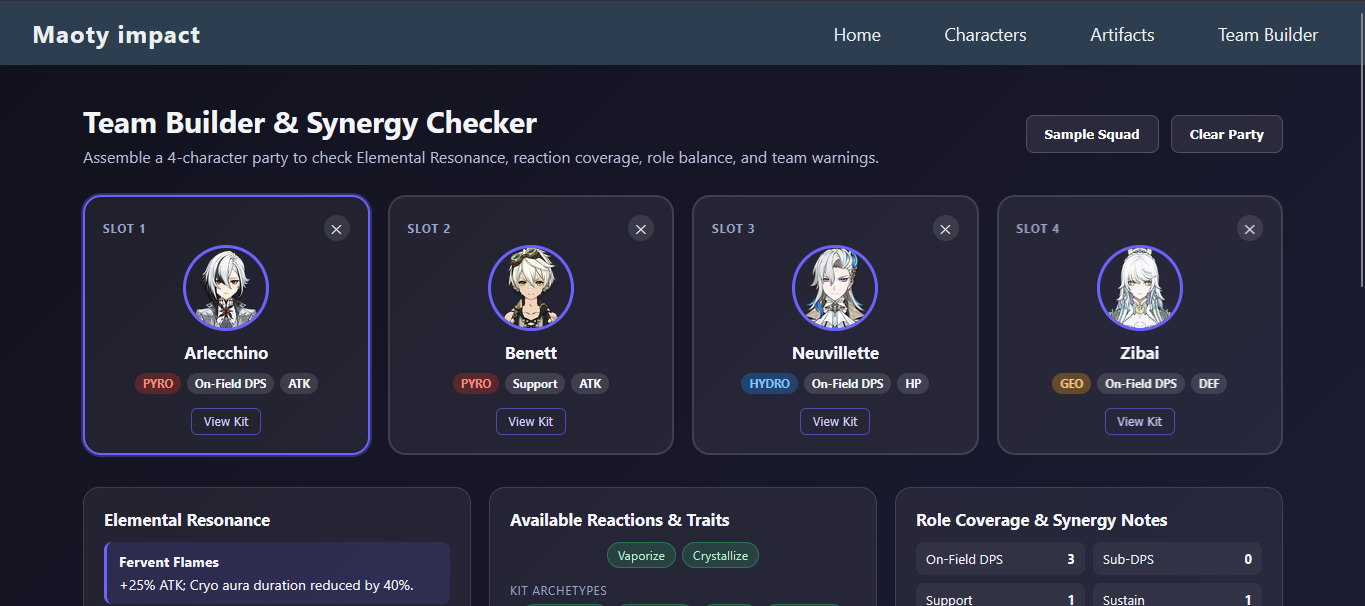 Maoty impact
Home
Characters
Artifacts
Team Builder
Team Builder & Synergy Checker
Assemble a 4-character party to check Elemental Resonance, reaction coverage, role balance, and team warnings.
Sample Squad
Clear Party
SLOT 1
Arlecchino
PYRO On-Field DPS ATK
View Kit
SLOT 2
Benett
PYRO Support ATK
View Kit
SLOT 3
Neuvillette
HYDRO On-Field DPS HP
View Kit
SLOT 4
Zibai
GEO On-Field DPS DEF
View Kit
Elemental Resonance
Fervent Flames
+25% ATK; Cryo aura duration reduced by 40%.
Available Reactions & Traits
Vaporize Crystallize
KIT ARCHETYPES
Role Coverage & Synergy Notes
On-Field DPS 3
Sub-DPS 0
Support 1
Sustain 1